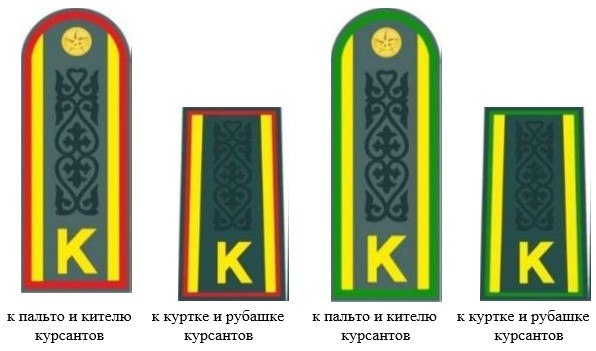 К
К
К
К
к пальто и кителю
курсантов
к куртке и рубашке
курсантов
к пальто и кителю
курсантов
к куртке и рубашке
курсантов